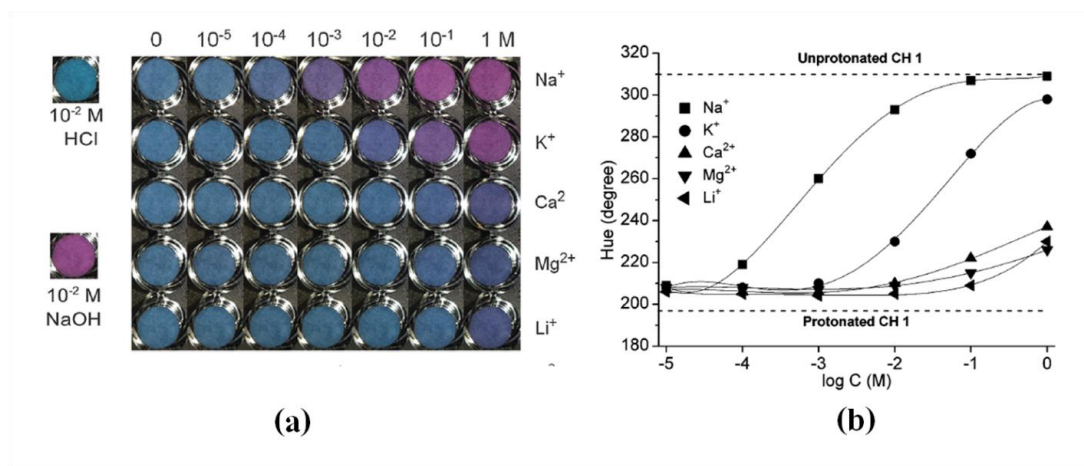 0 10⁻⁵ 10⁻⁴ 10⁻³ 10⁻² 10⁻¹ 1 M
10⁻² M
HCl
10⁻² M
NaOH
Na⁺
K⁺
Ca²
Mg²⁺
Li⁺
(a)
320
300
280
260
240
220
200
180
Hue (degree)
Unprotonated CH 1
Na⁺
K⁺
Ca²⁺
Mg²⁺
Li⁺
Protonated CH 1
-5 -4 -3 -2 -1 0
log C (M)
(b)